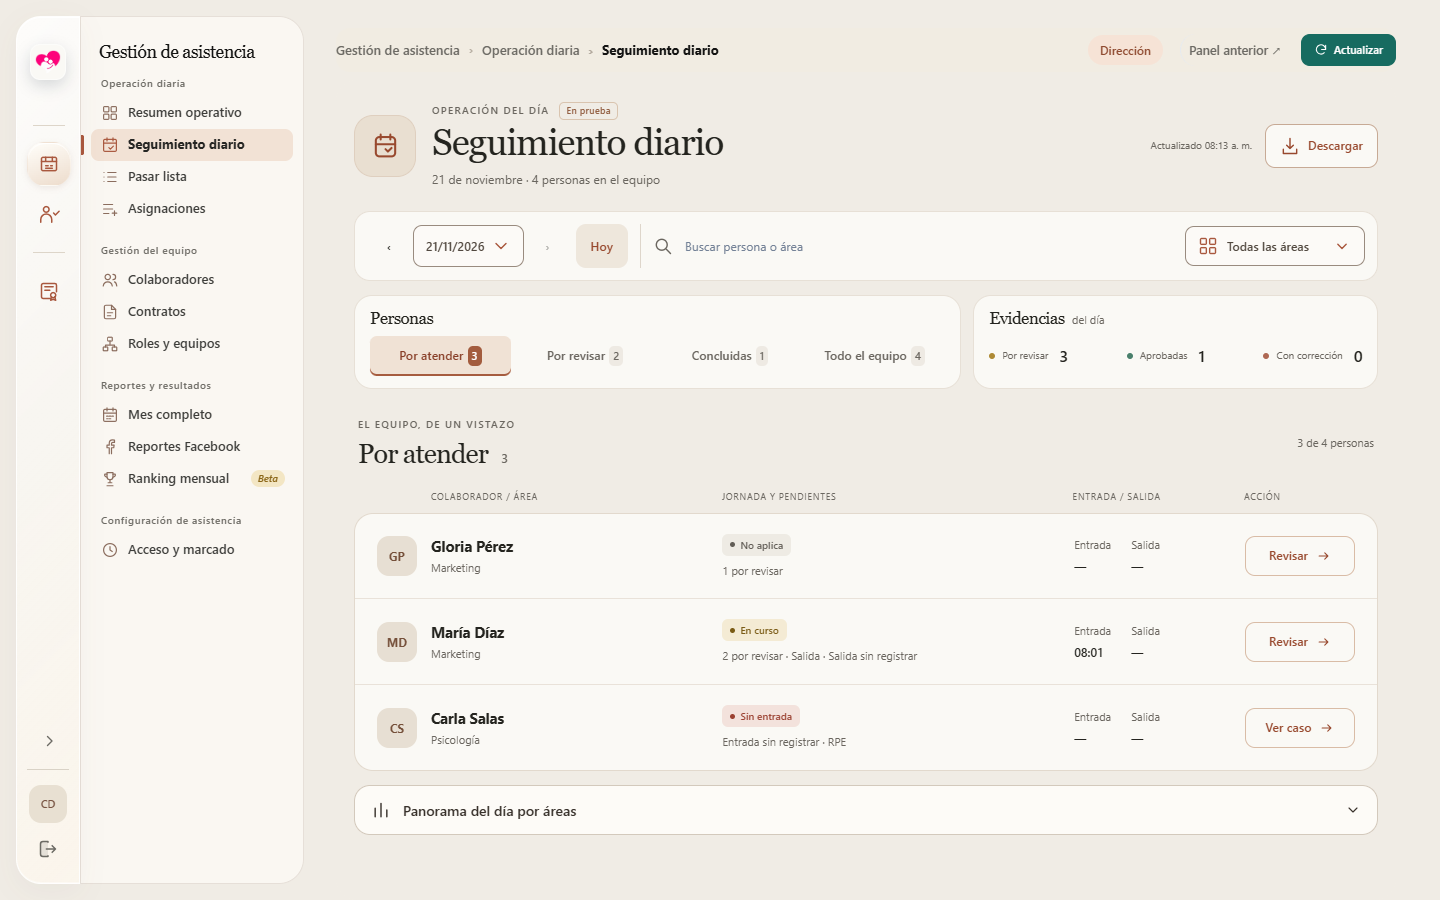 Gestión de asistencia
Operación diaria
Resumen operativo
Seguimiento diario
Pasar lista
Asignaciones
Gestión del equipo
Colaboradores
Contratos
Roles y equipos
Reportes y resultados
Mes completo
Reportes Facebook
Ranking mensual Beta
Configuración de asistencia
Acceso y marcado
CD
Gestión de asistencia › Operación diaria › Seguimiento diario
Dirección
Panel anterior ↗
Actualizar
OPERACIÓN DEL DÍA En prueba
Seguimiento diario
21 de noviembre · 4 personas en el equipo
Actualizado 08:13 a. m.
Descargar
‹ 21/11/2026 › Hoy
Buscar persona o área
Todas las áreas
Personas
Por atender 3 Por revisar 2 Concluidas 1 Todo el equipo 4
Evidencias del día
Por revisar 3 Aprobadas 1 Con corrección 0
EL EQUIPO, DE UN VISTAZO
Por atender 3
3 de 4 personas
COLABORADOR / ÁREA JORNADA Y PENDIENTES ENTRADA / SALIDA ACCIÓN
GP
Gloria Pérez
Marketing
No aplica
1 por revisar
Entrada Salida
— —
Revisar →
MD
María Díaz
Marketing
En curso
2 por revisar · Salida · Salida sin registrar
Entrada Salida
08:01 —
Revisar →
CS
Carla Salas
Psicología
Sin entrada
Entrada sin registrar · RPE
Entrada Salida
— —
Ver caso →
Panorama del día por áreas